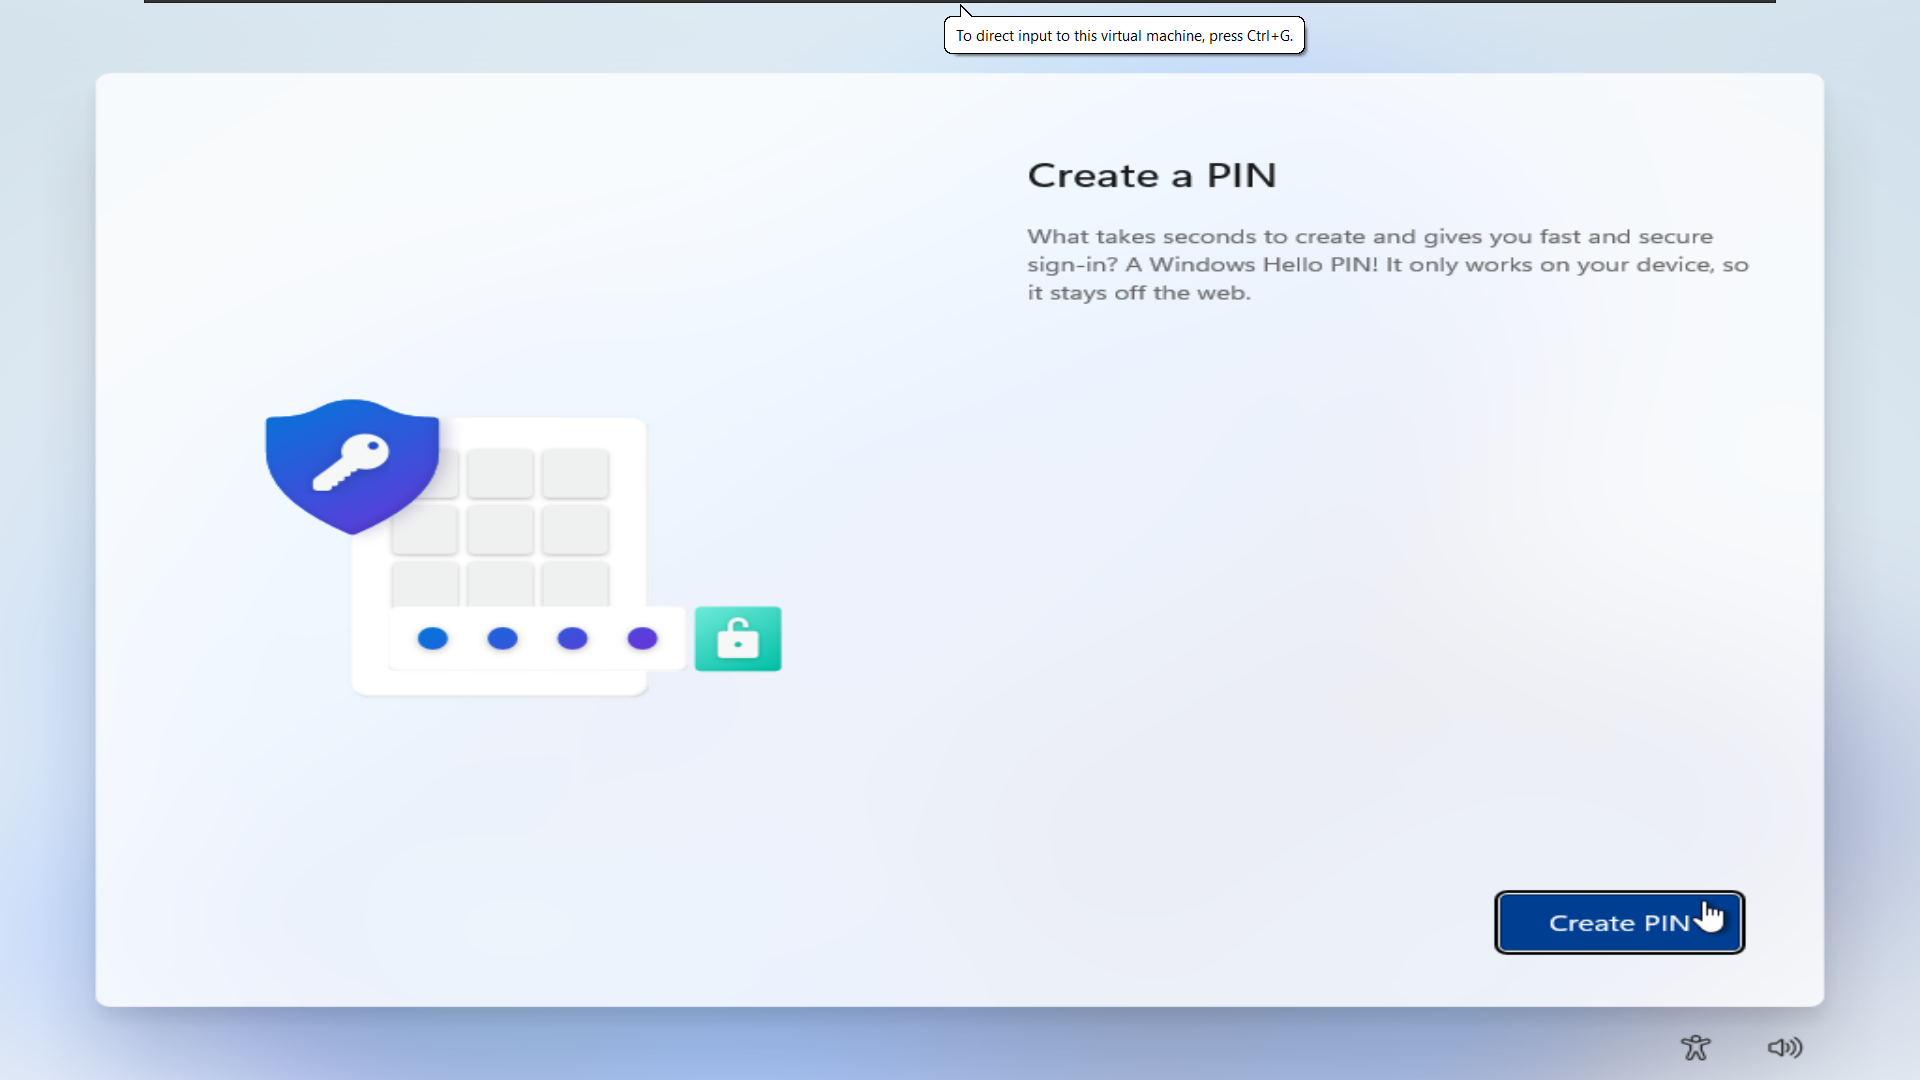 To direct input to this virtual machine, press Ctrl+G.
Create a PIN
What takes seconds to create and gives you fast and secure
sign-in? A Windows Hello PIN! It only works on your device, so
it stays off the web.
Create PIN